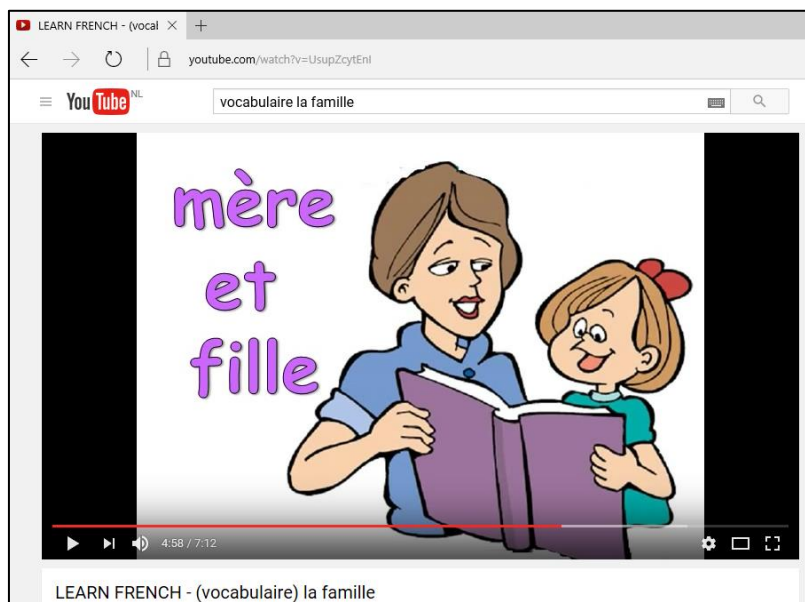 LEARN FRENCH - (vocal
youtube.com/watch?v=UsupZcytEnI
YouTube NL
vocabulaire la famille
mère
et
fille
4:58 / 7:12
LEARN FRENCH - (vocabulaire) la famille